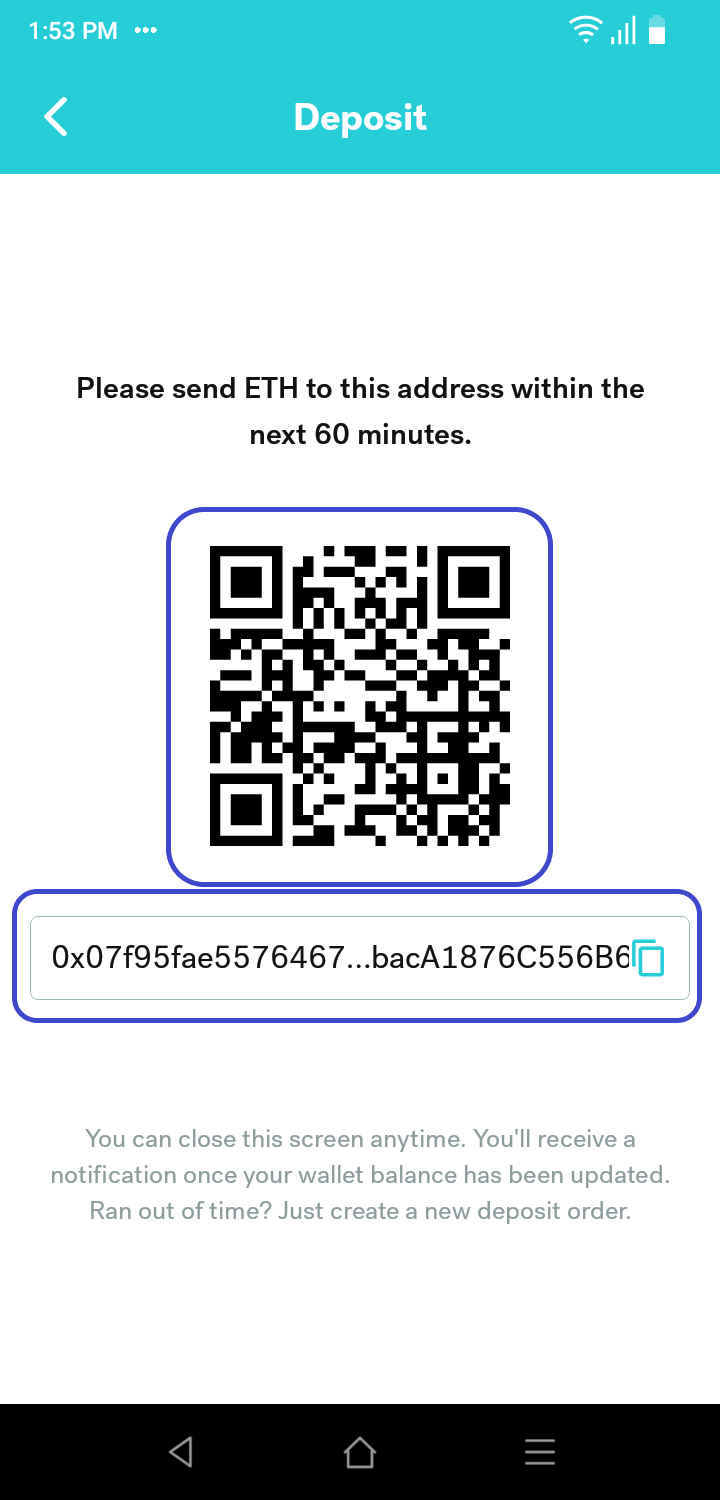 1:53 PM
Deposit
Please send ETH to this address within the
next 60 minutes.
0x07f95fae5576467...bacA1876C556B6
You can close this screen anytime. You'll receive a
notification once your wallet balance has been updated.
Ran out of time? Just create a new deposit order.